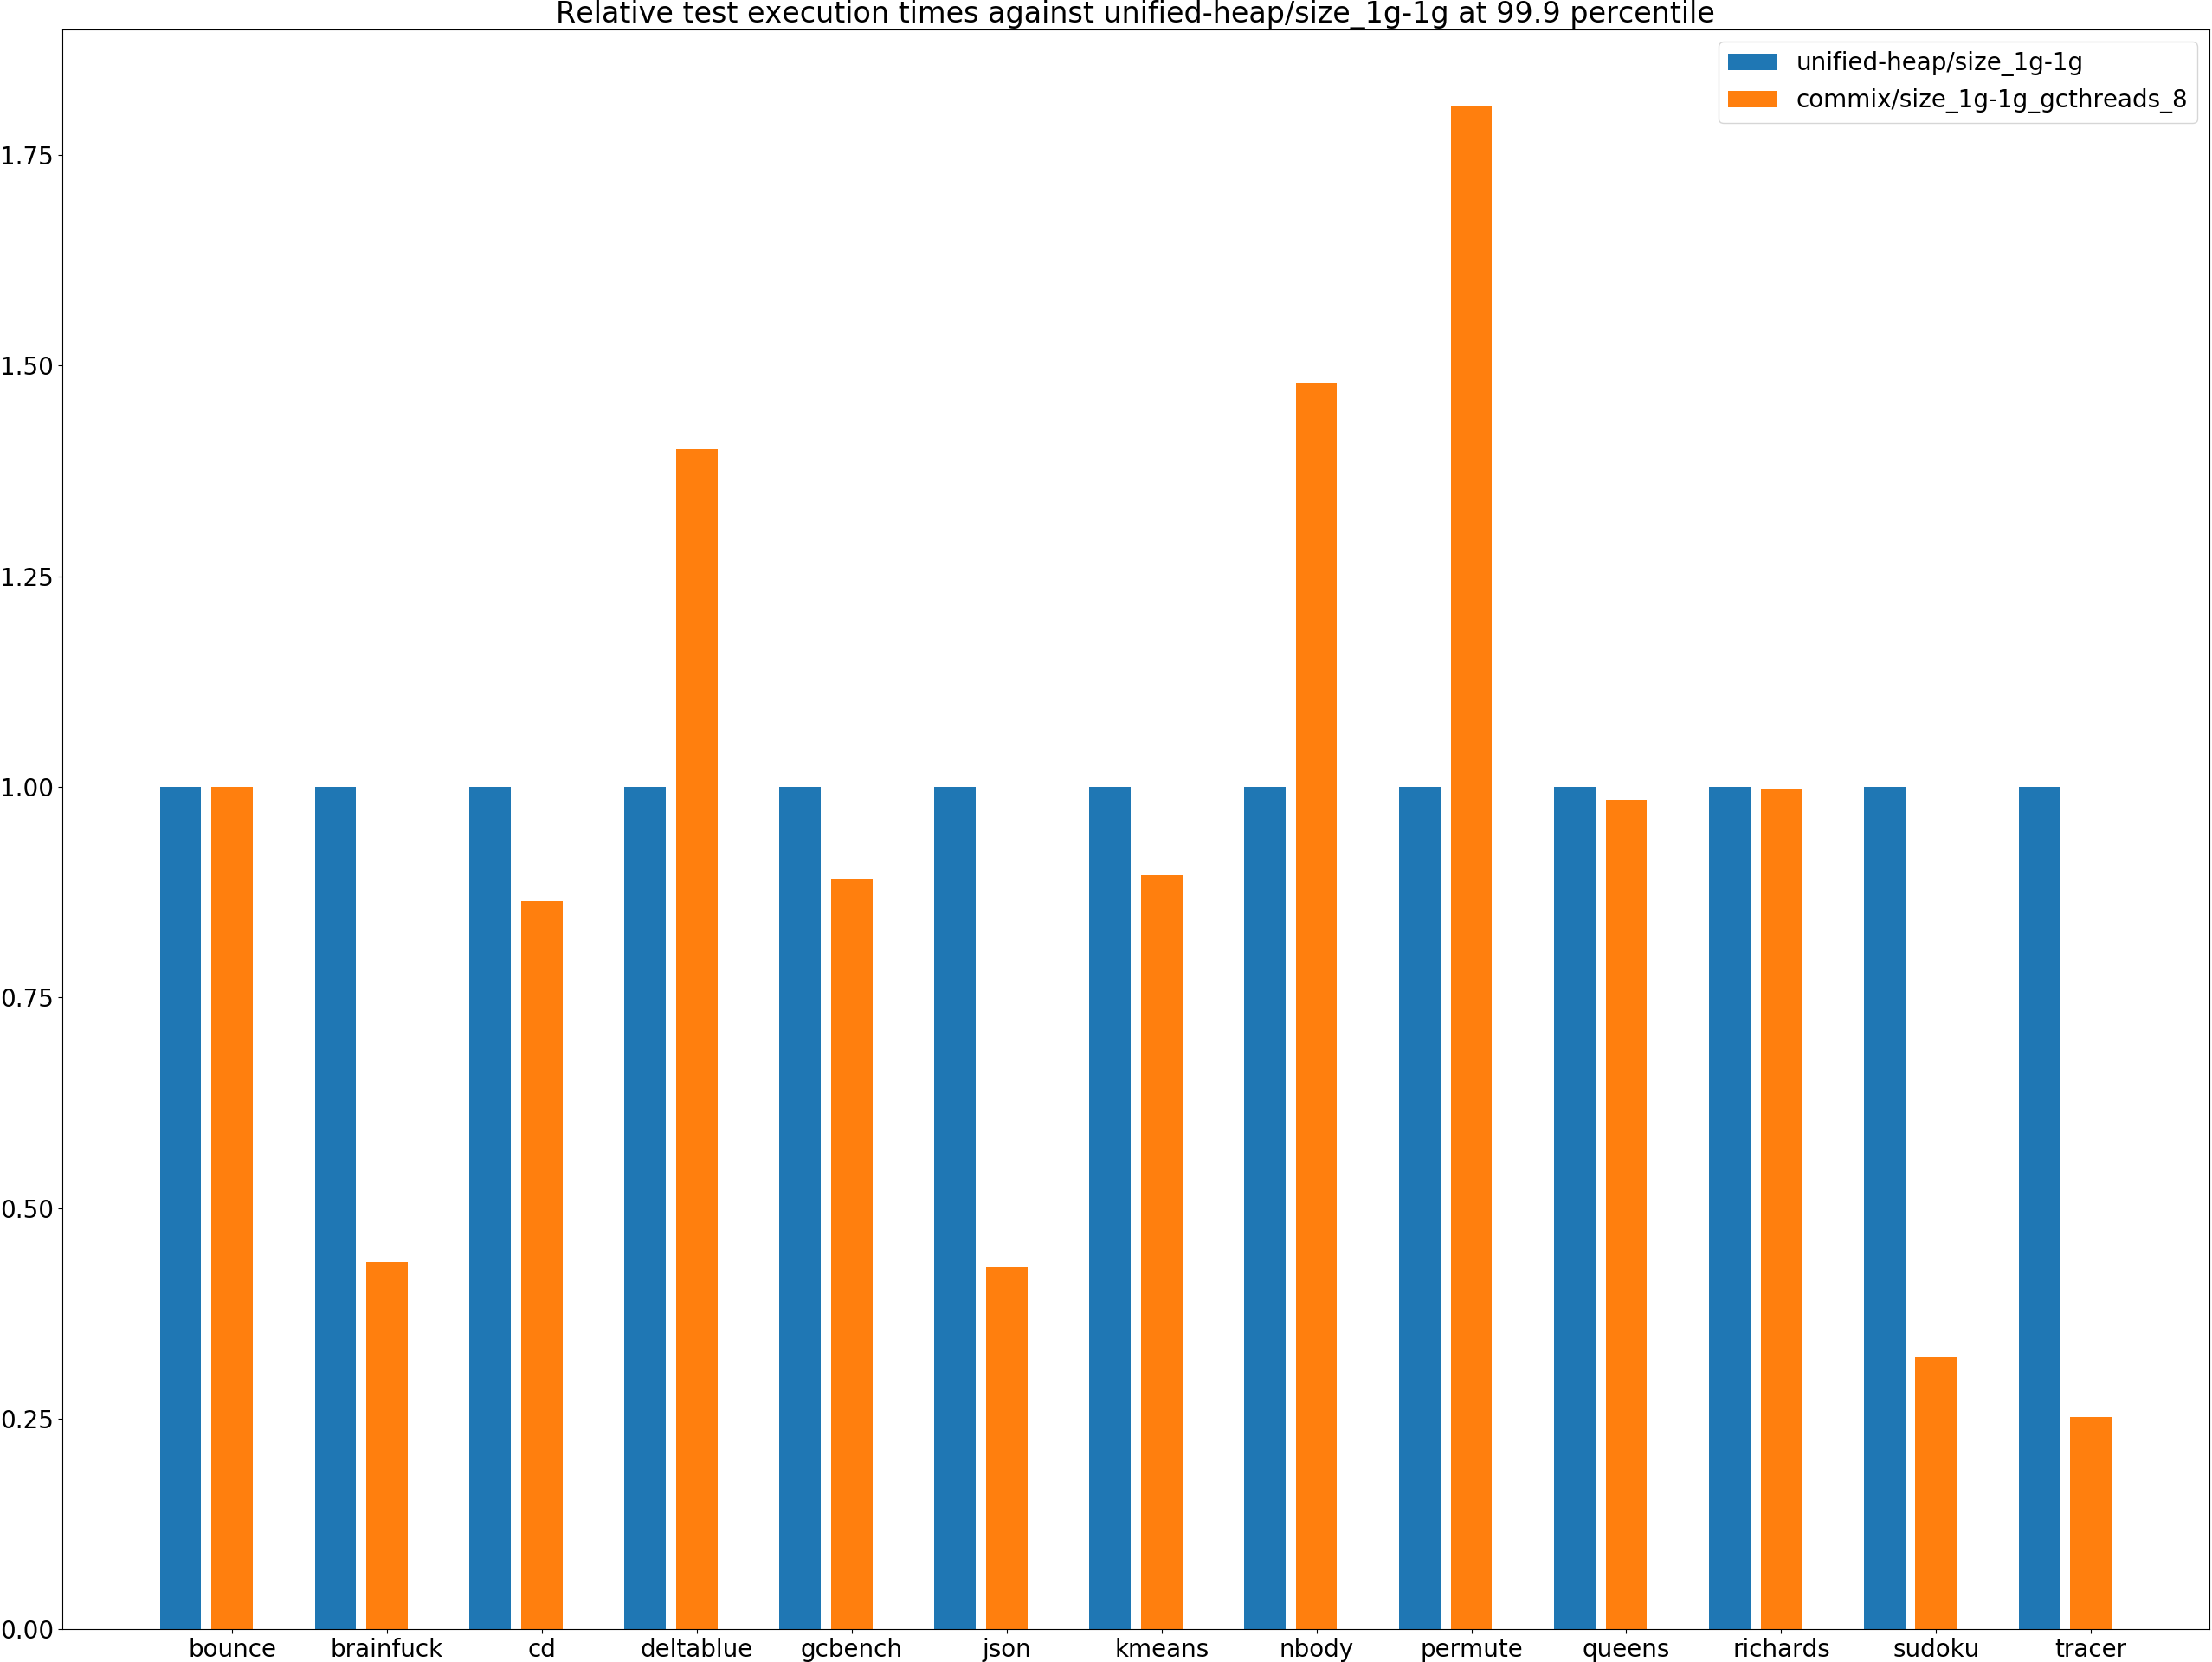 Relative test execution times against unified-heap/size_1g-1g at 99.9 percentile
unified-heap/size_1g-1g
commix/size_1g-1g_gcthreads_8
1.75
1.50
1.25
1.00
0.75
0.50
0.25
0.00
bounce brainfuck cd deltablue gcbench json kmeans nbody permute queens richards sudoku tracer